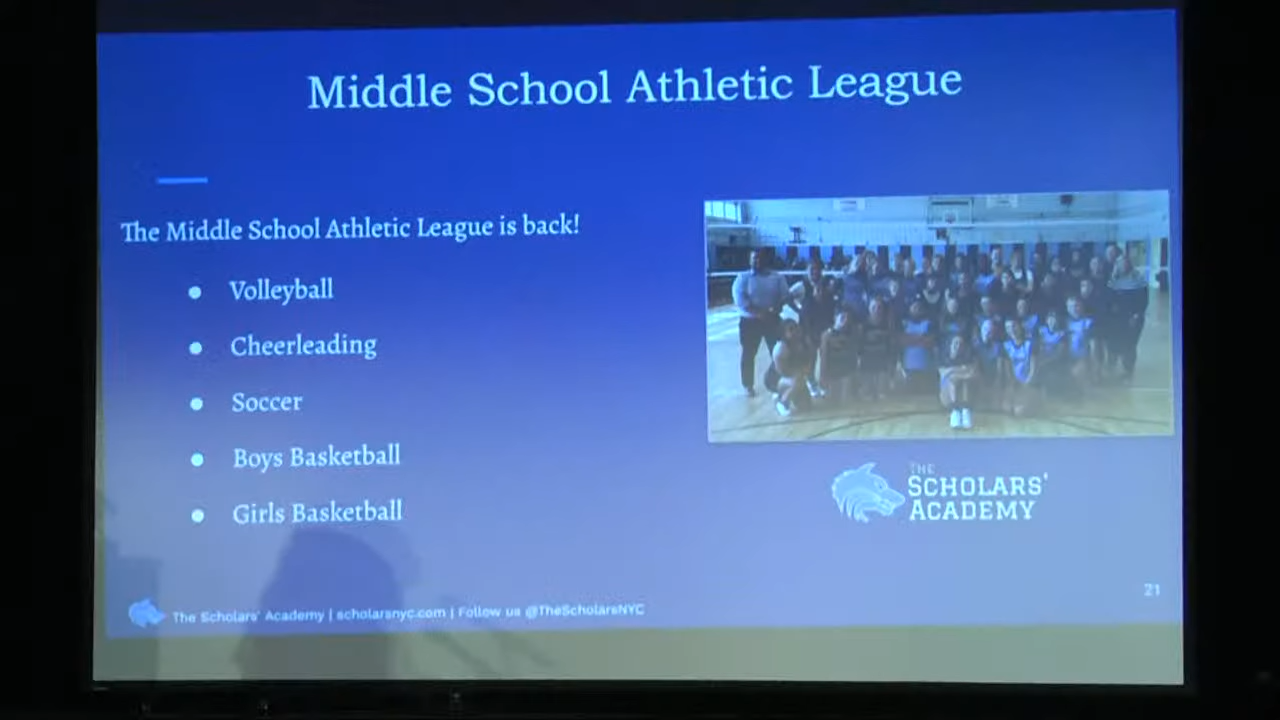 Middle School Athletic League
The Middle School Athletic League is back!
● Volleyball
● Cheerleading
● Soccer
● Boys Basketball
● Girls Basketball
THE
SCHOLARS'
ACADEMY
21
The Scholars' Academy | scholarsnyc.com | Follow us @TheScholarsNYC